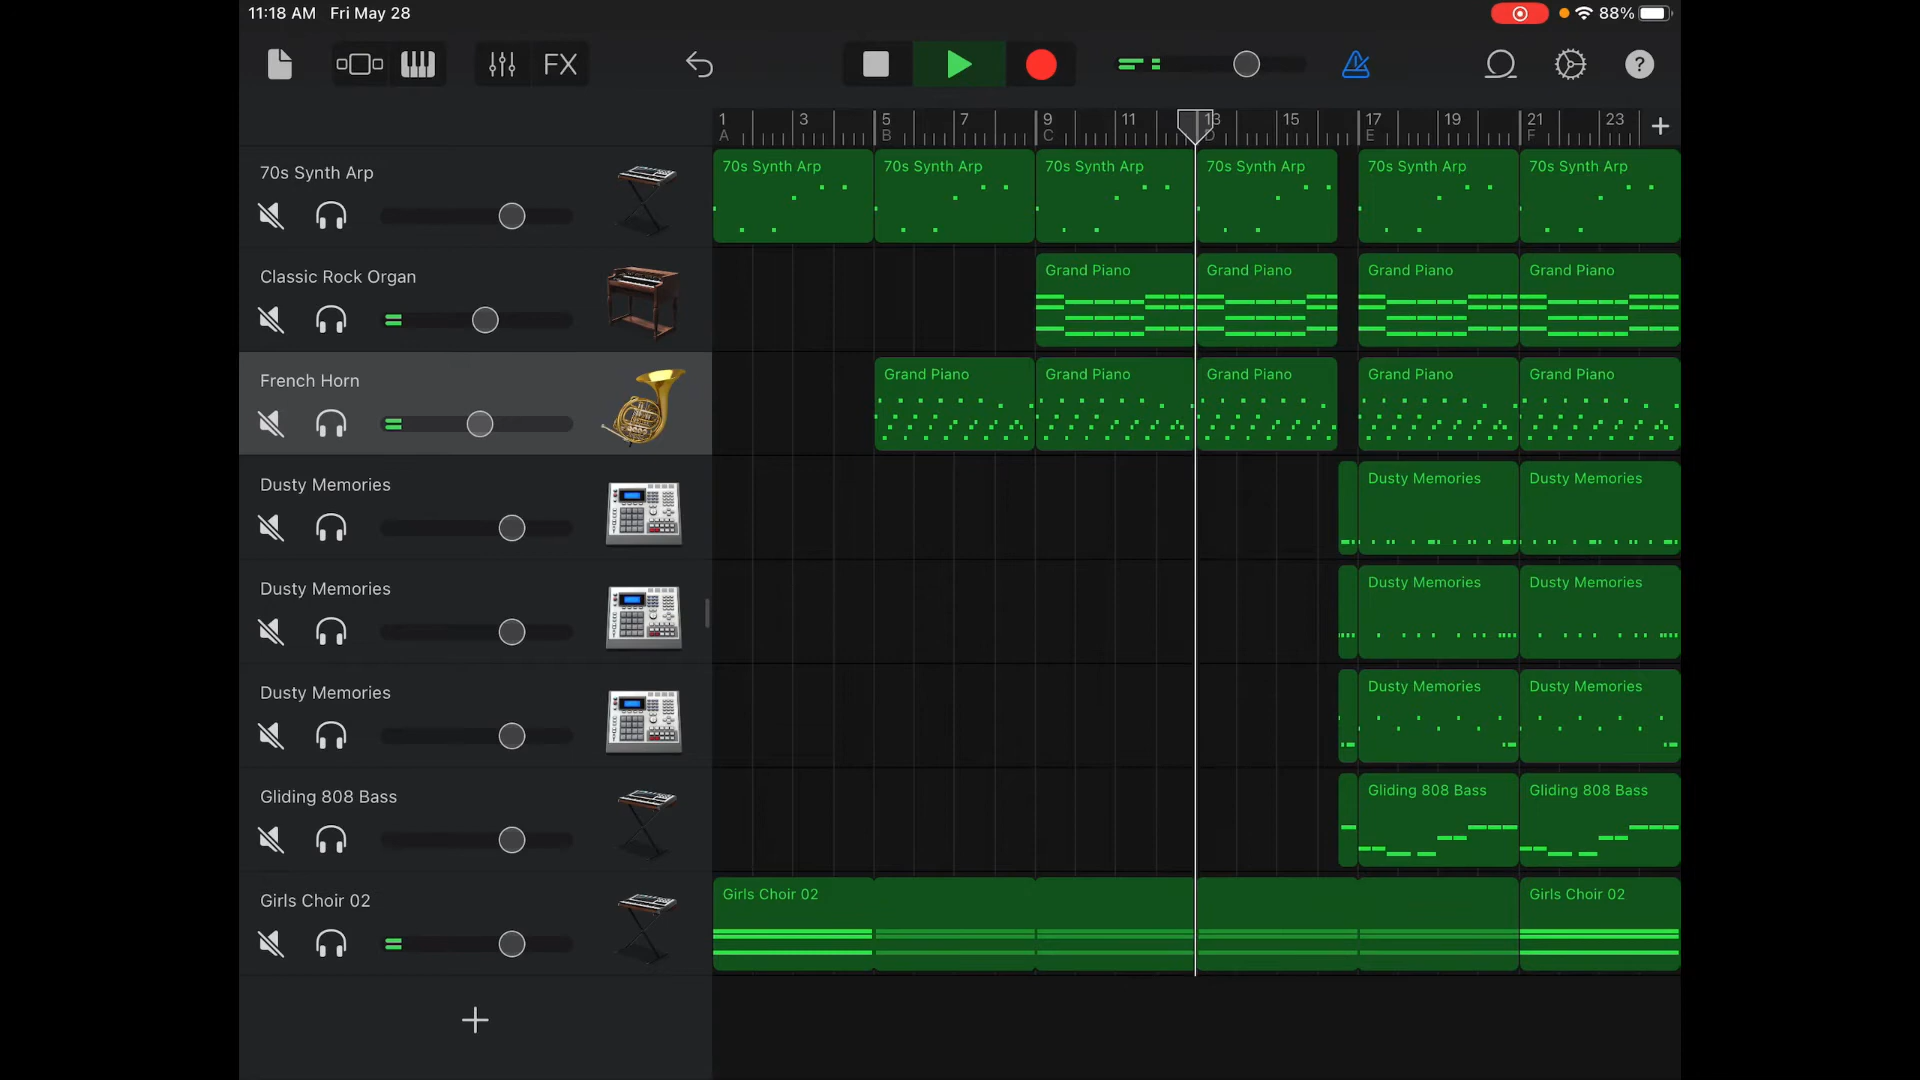 11:18 AM Fri May 28 88%
FX ?
1 3 5 7 9 11 13 15 17 19 21 23
A B C D E F
70s Synth Arp 70s Synth Arp 70s Synth Arp 70s Synth Arp 70s Synth Arp 70s Synth Arp 70s Synth Arp
Classic Rock Organ Grand Piano Grand Piano Grand Piano Grand Piano
French Horn Grand Piano Grand Piano Grand Piano Grand Piano Grand Piano
Dusty Memories Dusty Memories Dusty Memories
Dusty Memories Dusty Memories Dusty Memories
Dusty Memories Dusty Memories Dusty Memories
Gliding 808 Bass Gliding 808 Bass Gliding 808 Bass
Girls Choir 02 Girls Choir 02 Girls Choir 02